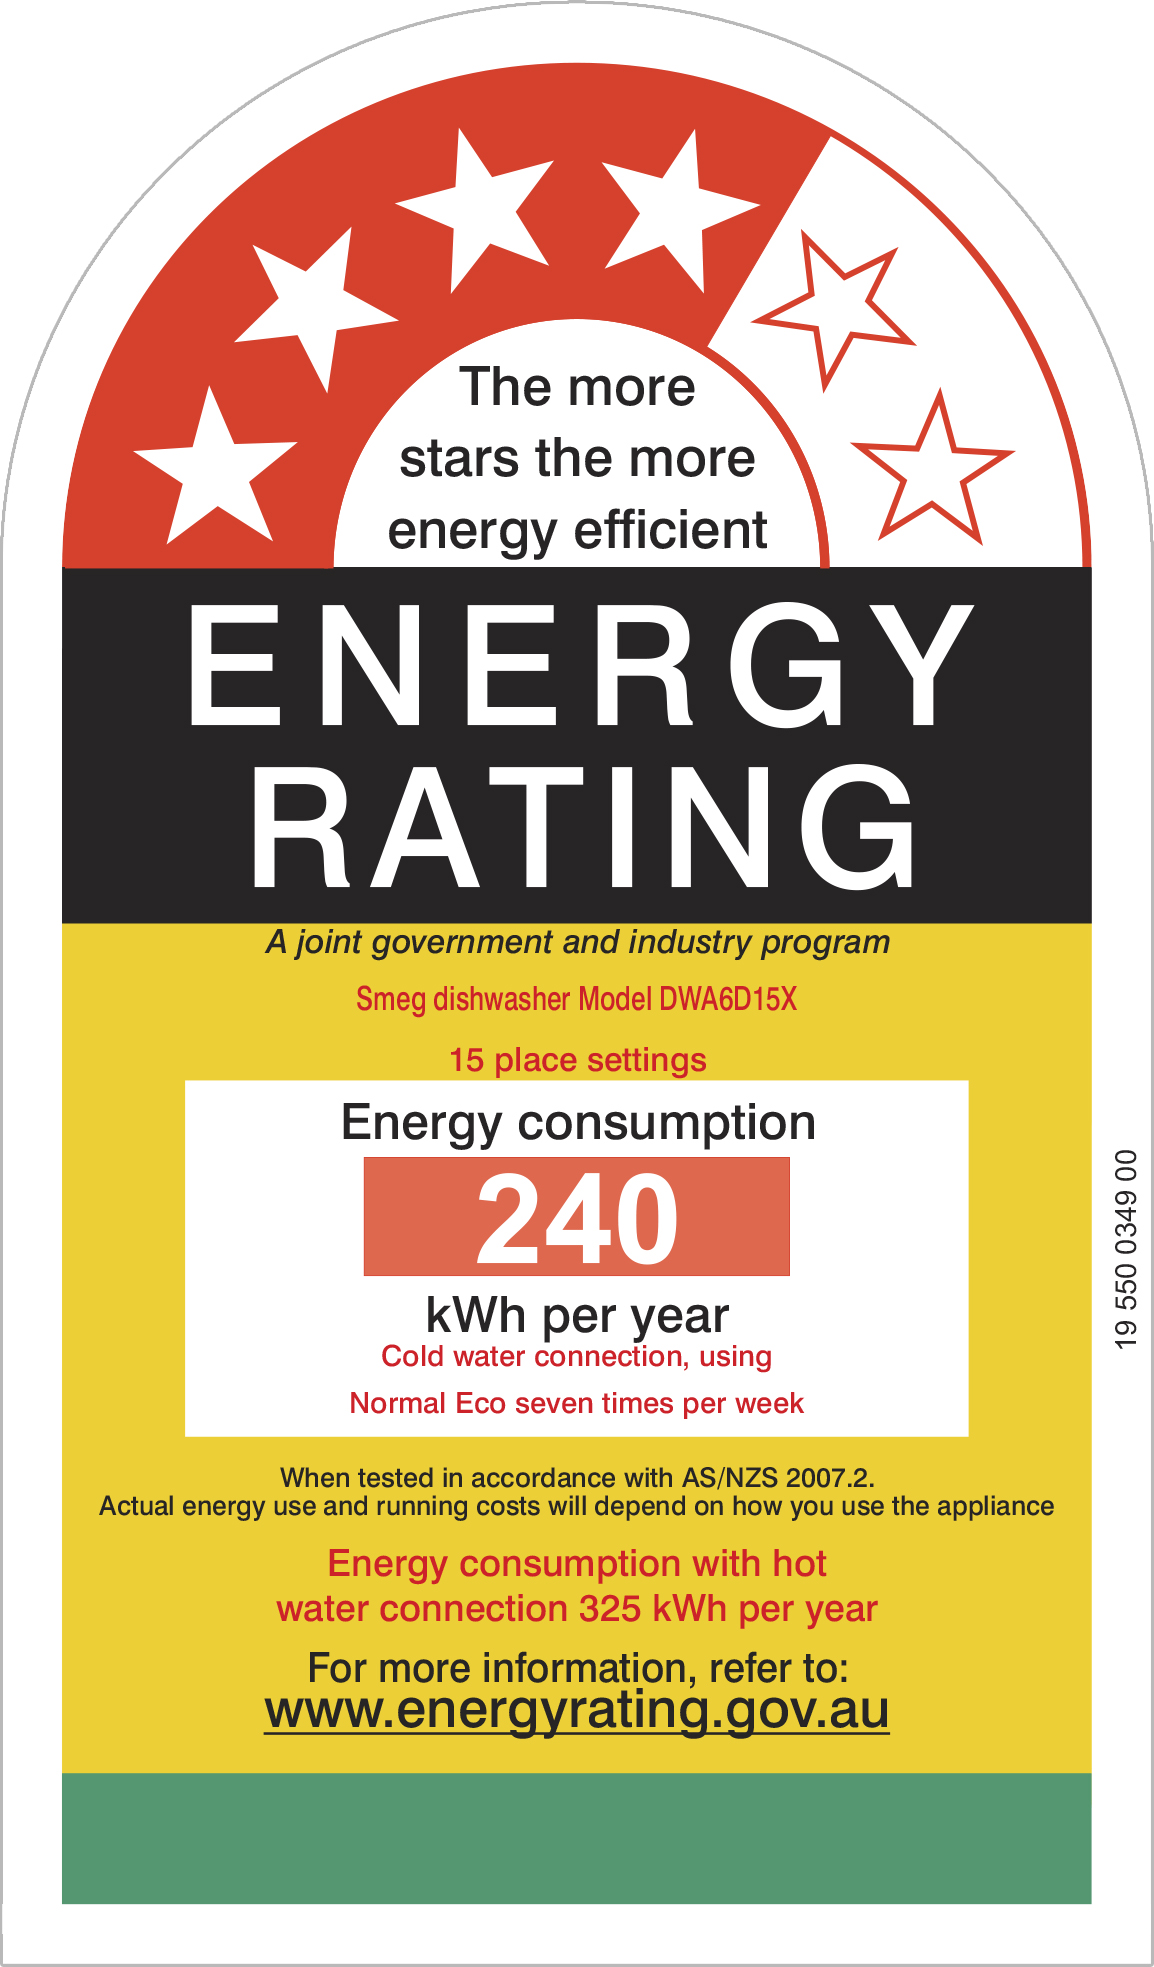 The more
stars the more
energy efficient
ENERGY
RATING
A joint government and industry program
Smeg dishwasher Model DWA6D15X
15 place settings
Energy consumption
240
kWh per year
Cold water connection, using
Normal Eco seven times per week
When tested in accordance with AS/NZS 2007.2.
Actual energy use and running costs will depend on how you use the appliance
Energy consumption with hot
water connection 325 kWh per year
For more information, refer to:
www.energyrating.gov.au
19 550 0349 00